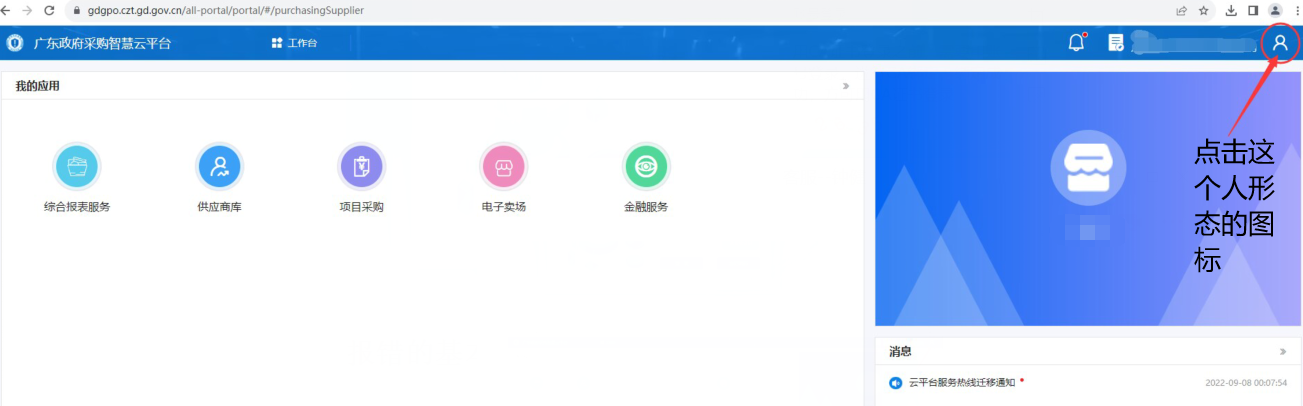 gdgpo.czt.gd.gov.cn/all-portal/portal/#/purchasingSupplier
广东政府采购智慧云平台
工作台
我的应用
综合报表服务
供应商库
项目采购
电子卖场
金融服务
点击这
个人形
态的图
标
消息
云平台服务热线迁移通知
2022-09-08 00:07:54